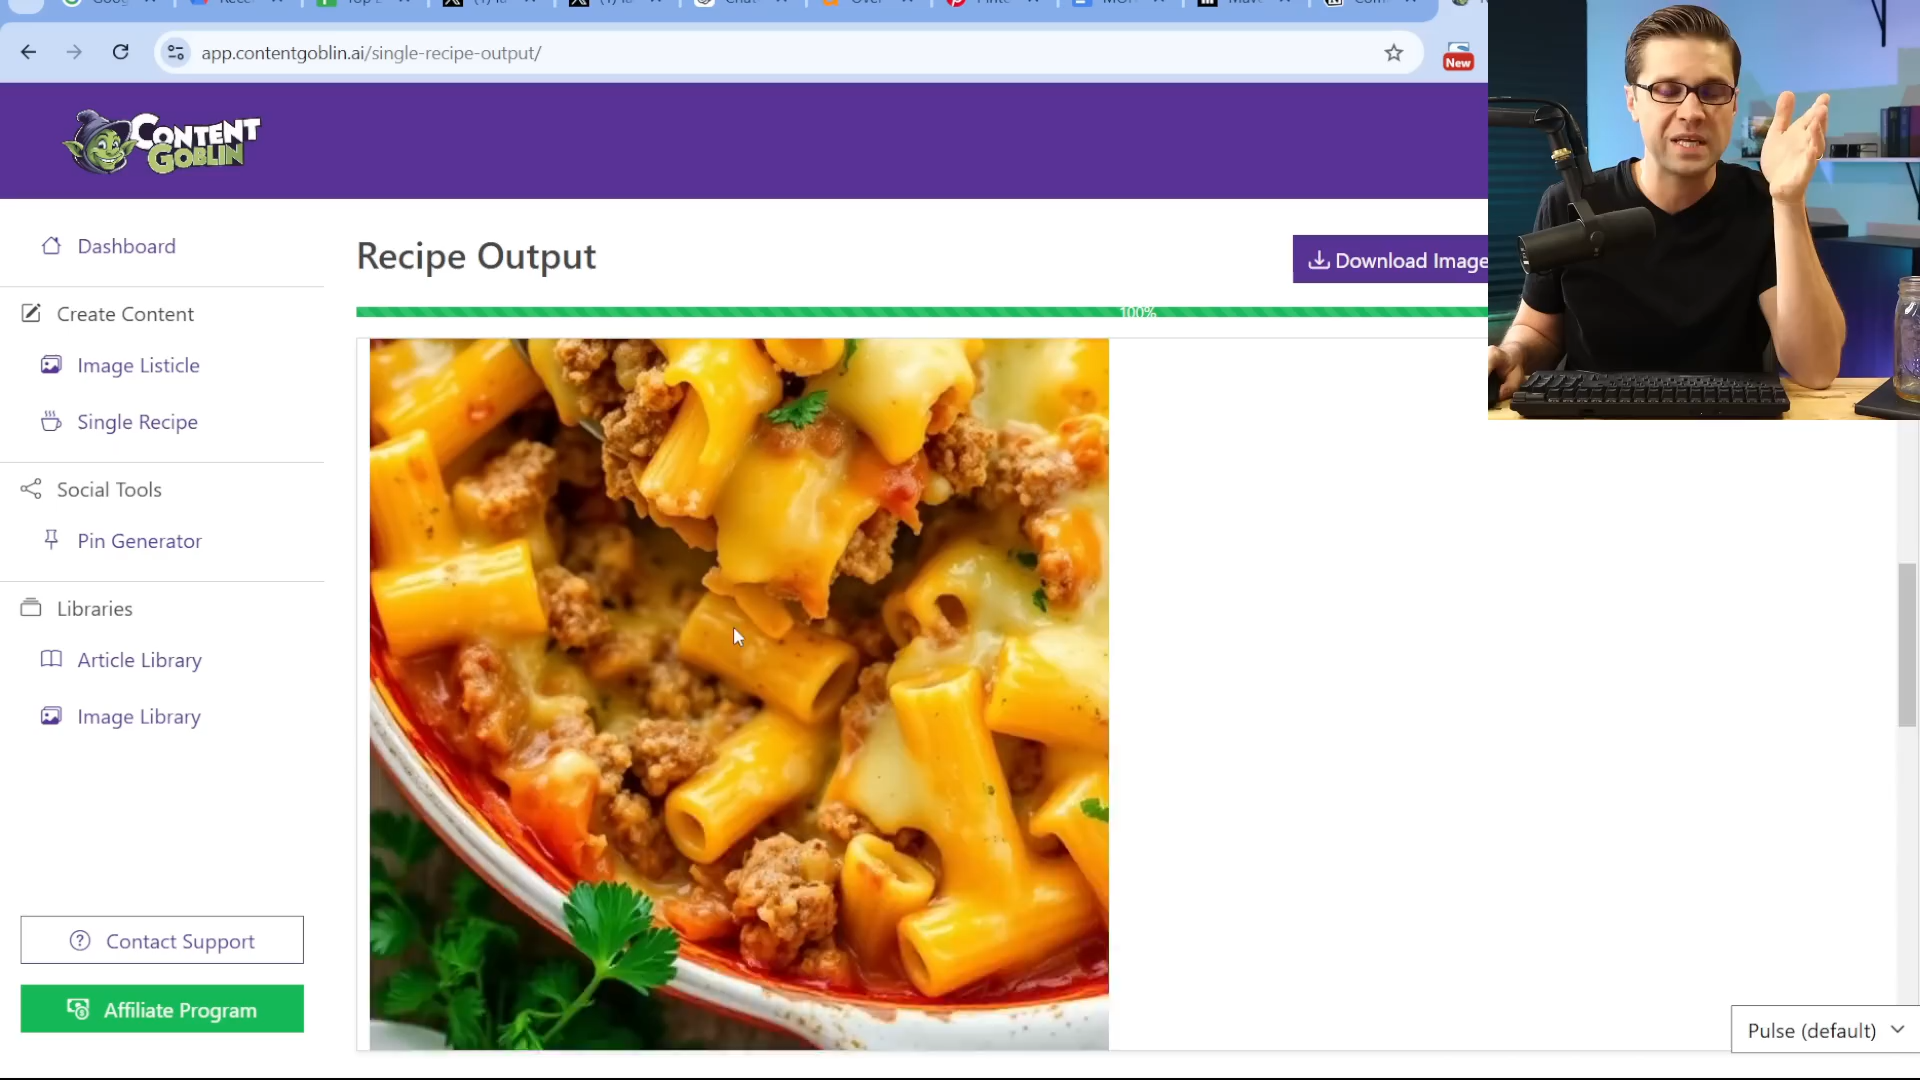 app.contentgoblin.ai/single-recipe-output/
New
CONTENT
GOBLIN
Dashboard
Recipe Output
Download Image
100%
Create Content
Image Listicle
Single Recipe
Social Tools
Pin Generator
Libraries
Article Library
Image Library
Contact Support
Affiliate Program
Pulse (default)